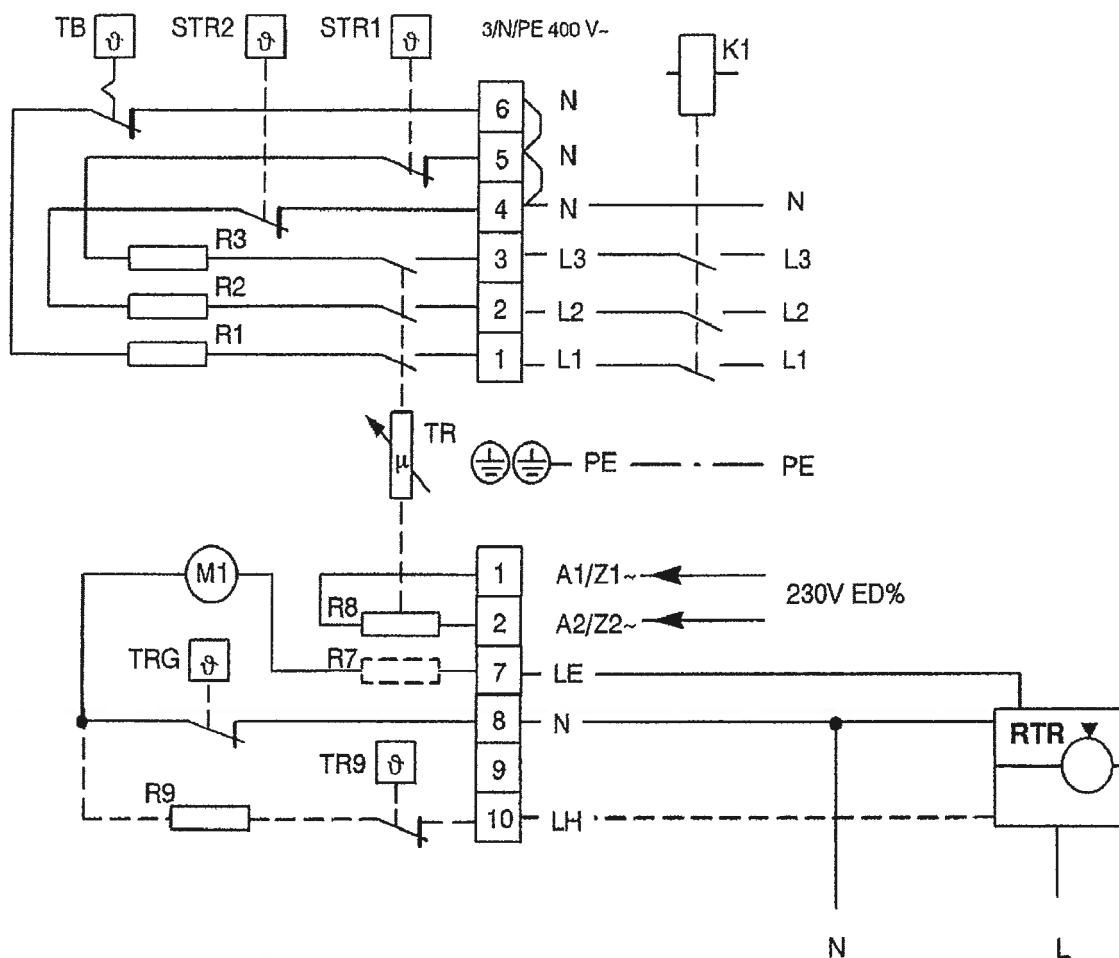 TB ϑ STR2 ϑ STR1 ϑ 3/N/PE 400 V~ K1
6 N
5 N
4 N N
R3 3 L3 L3
R2 2 L2 L2
R1 1 L1 L1
TR
μ PE PE
M1 1 A1/Z1~
230V ED%
R8 2 A2/Z2~
TRG ϑ R7 7 LE
8 N RTR
TR9 ϑ 9
R9 10 LH
N L